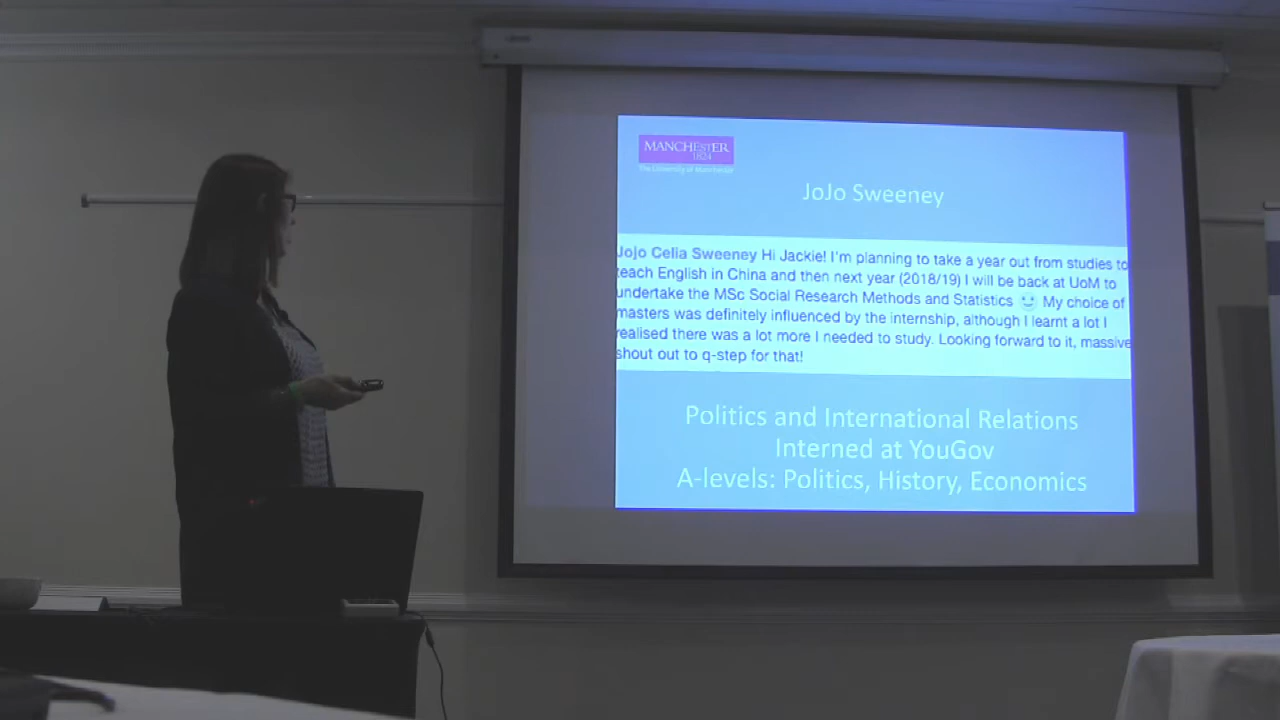 MANCHESTER
1824
The University of Manchester
JoJo Sweeney
Jojo Celia Sweeney Hi Jackie! I'm planning to take a year out from studies to
teach English in China and then next year (2018/19) I will be back at UoM to
undertake the MSc Social Research Methods and Statistics 🙂 My choice of
masters was definitely influenced by the internship, although I learnt a lot I
realised there was a lot more I needed to study. Looking forward to it, massive
shout out to q-step for that!
Politics and International Relations
Interned at YouGov
A-levels: Politics, History, Economics